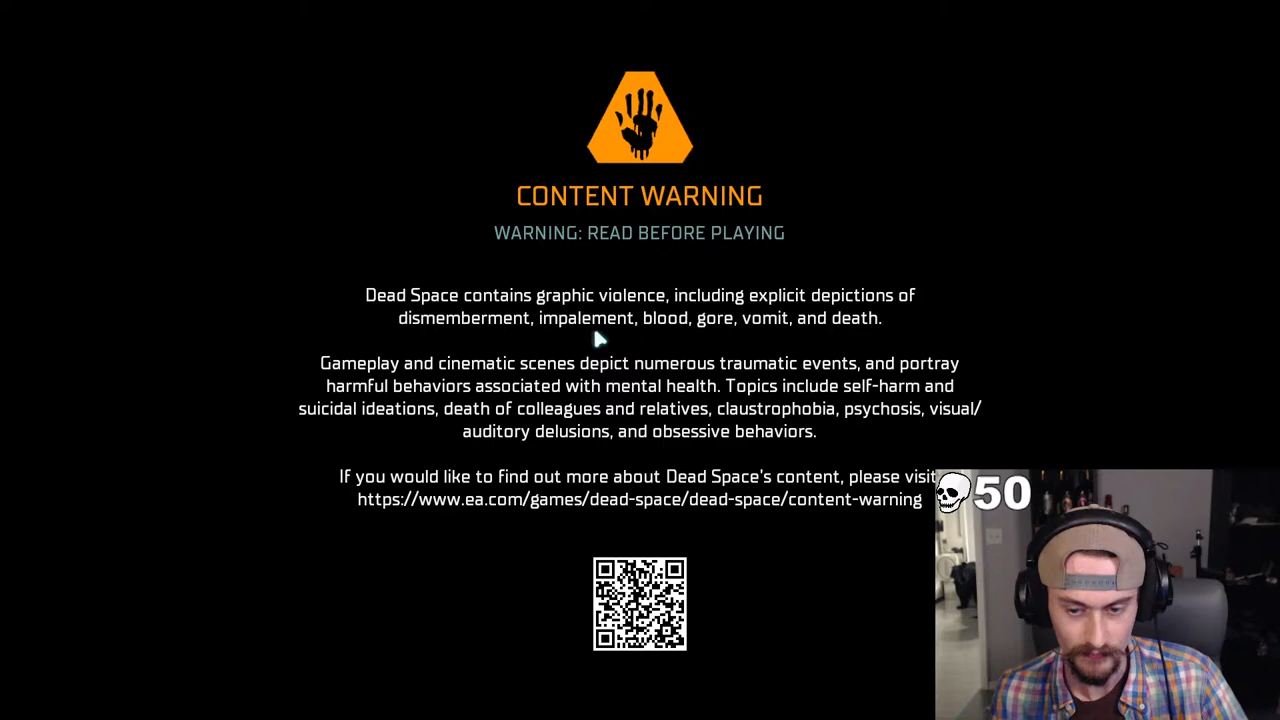 CONTENT WARNING
WARNING: READ BEFORE PLAYING
Dead Space contains graphic violence, including explicit depictions of
dismemberment, impalement, blood, gore, vomit, and death.
Gameplay and cinematic scenes depict numerous traumatic events, and portray
harmful behaviors associated with mental health. Topics include self-harm and
suicidal ideations, death of colleagues and relatives, claustrophobia, psychosis, visual/
auditory delusions, and obsessive behaviors.
If you would like to find out more about Dead Space's content, please visit
https://www.ea.com/games/dead-space/dead-space/content-warning
50